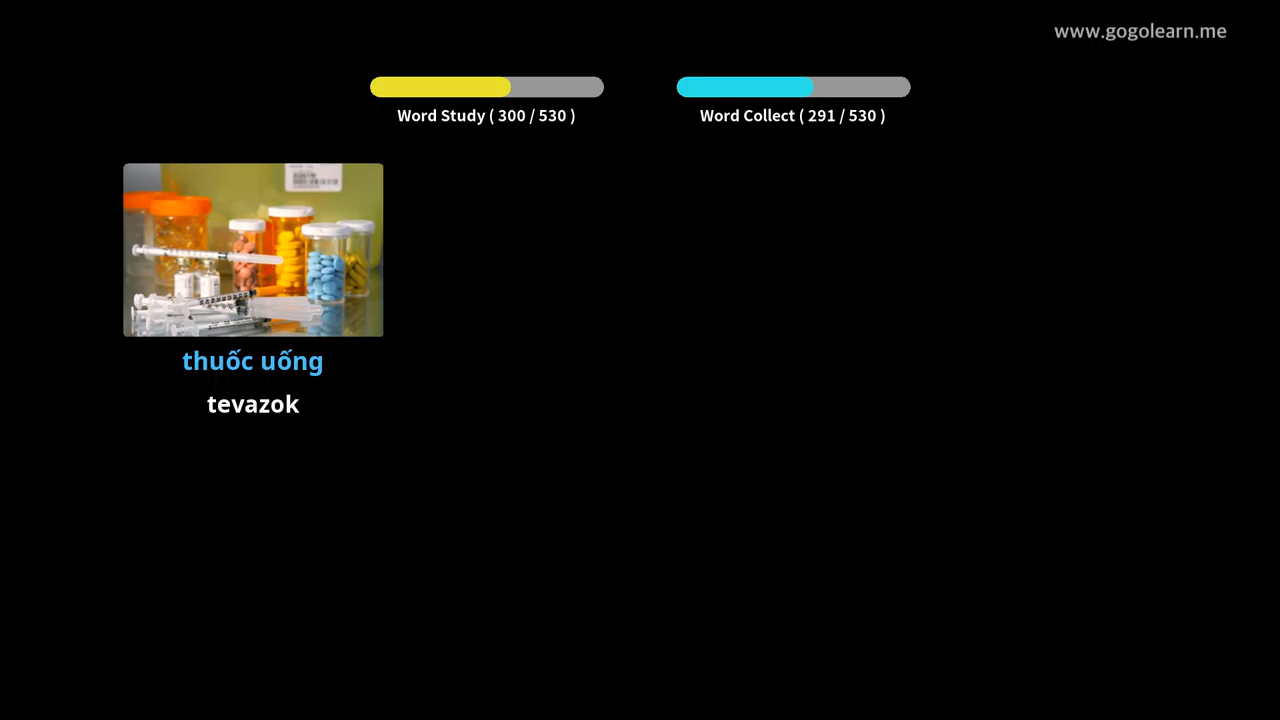 www.gogolearn.me
Word Study ( 300 / 530 )
Word Collect ( 291 / 530 )
thuốc uống
tevazok